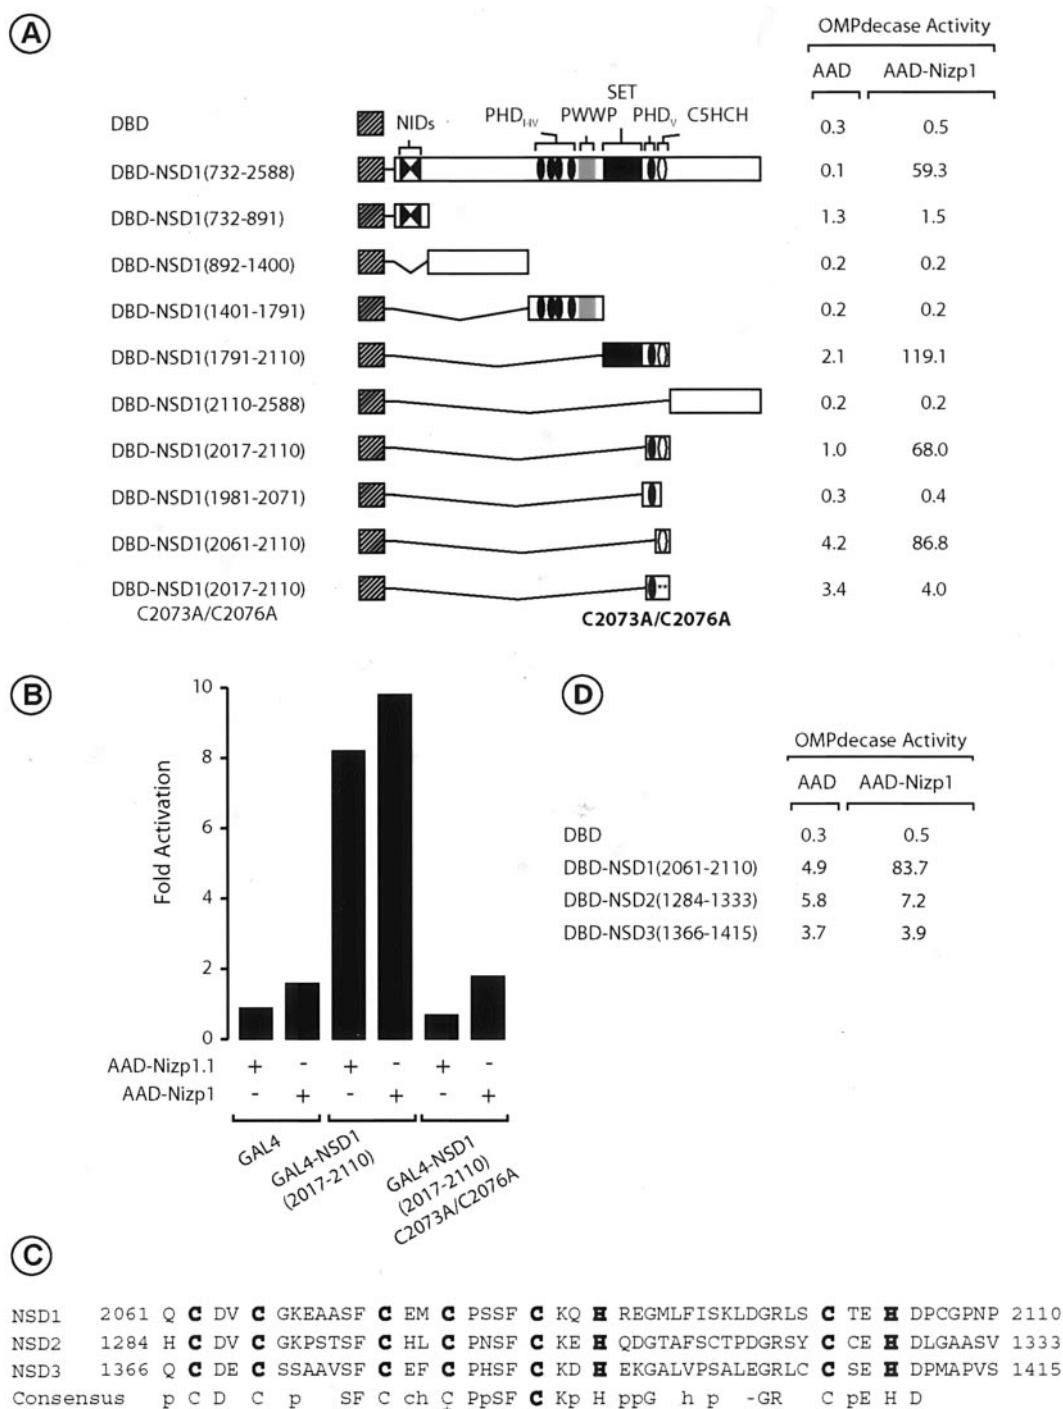 A
OMPdecase Activity
AAD AAD-Nizp1
SET
NIDs PHD I-IV PWWP PHD V C5HCH
DBD 0.3 0.5
DBD-NSD1(732-2588) 0.1 59.3
DBD-NSD1(732-891) 1.3 1.5
DBD-NSD1(892-1400) 0.2 0.2
DBD-NSD1(1401-1791) 0.2 0.2
DBD-NSD1(1791-2110) 2.1 119.1
DBD-NSD1(2110-2588) 0.2 0.2
DBD-NSD1(2017-2110) 1.0 68.0
DBD-NSD1(1981-2071) 0.3 0.4
DBD-NSD1(2061-2110) 4.2 86.8
DBD-NSD1(2017-2110) ** 3.4 4.0
C2073A/C2076A C2073A/C2076A
B
10
8
6
4
2
0
Fold Activation
AAD-Nizp1.1 + - + - + -
AAD-Nizp1 - + - + - +
GAL4
GAL4-NSD1
(2017-2110)
GAL4-NSD1
(2017-2110)
C2073A/C2076A
D
OMPdecase Activity
AAD AAD-Nizp1
DBD 0.3 0.5
DBD-NSD1(2061-2110) 4.9 83.7
DBD-NSD2(1284-1333) 5.8 7.2
DBD-NSD3(1366-1415) 3.7 3.9
C
NSD1 2061 Q C DV C GKEAASF C EM C PSSF C KQ H REGMLFISKLDGRLS C TE H DPCGPNP 2110
NSD2 1284 H C DV C GKPSTSF C HL C PNSF C KE H QDGTAFSCTPDGRSY C CE H DLGAASV 1333
NSD3 1366 Q C DE C SSAAVSF C EF C PHSF C KD H EKGALVPSALEGRLC C SE H DPMAPVS 1415
Consensus p C D C p SF C ch C PpSF C Kp H ppG h p -GR C pE H D